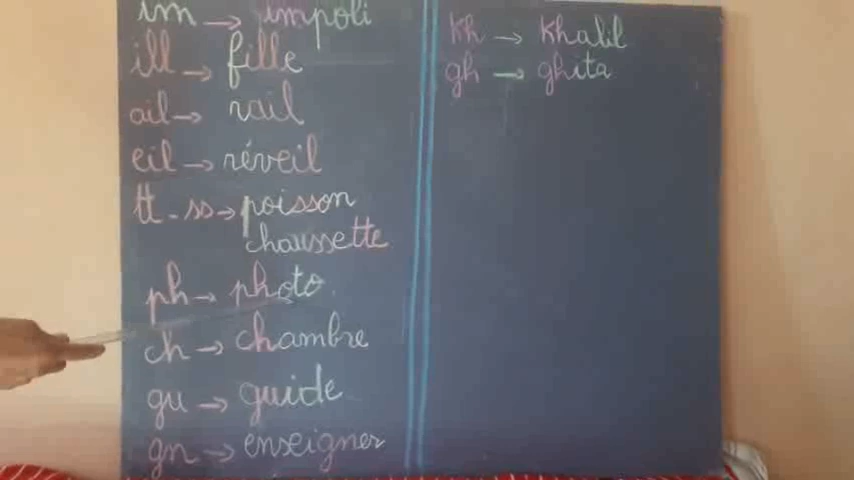 im → impoli
ill → fille
ail → rail
eil → réveil
tt - ss → poisson
chaussette
ph → photo
ch → chambre
gu → guide
gn → enseigner
kh → khalil
gh → ghita